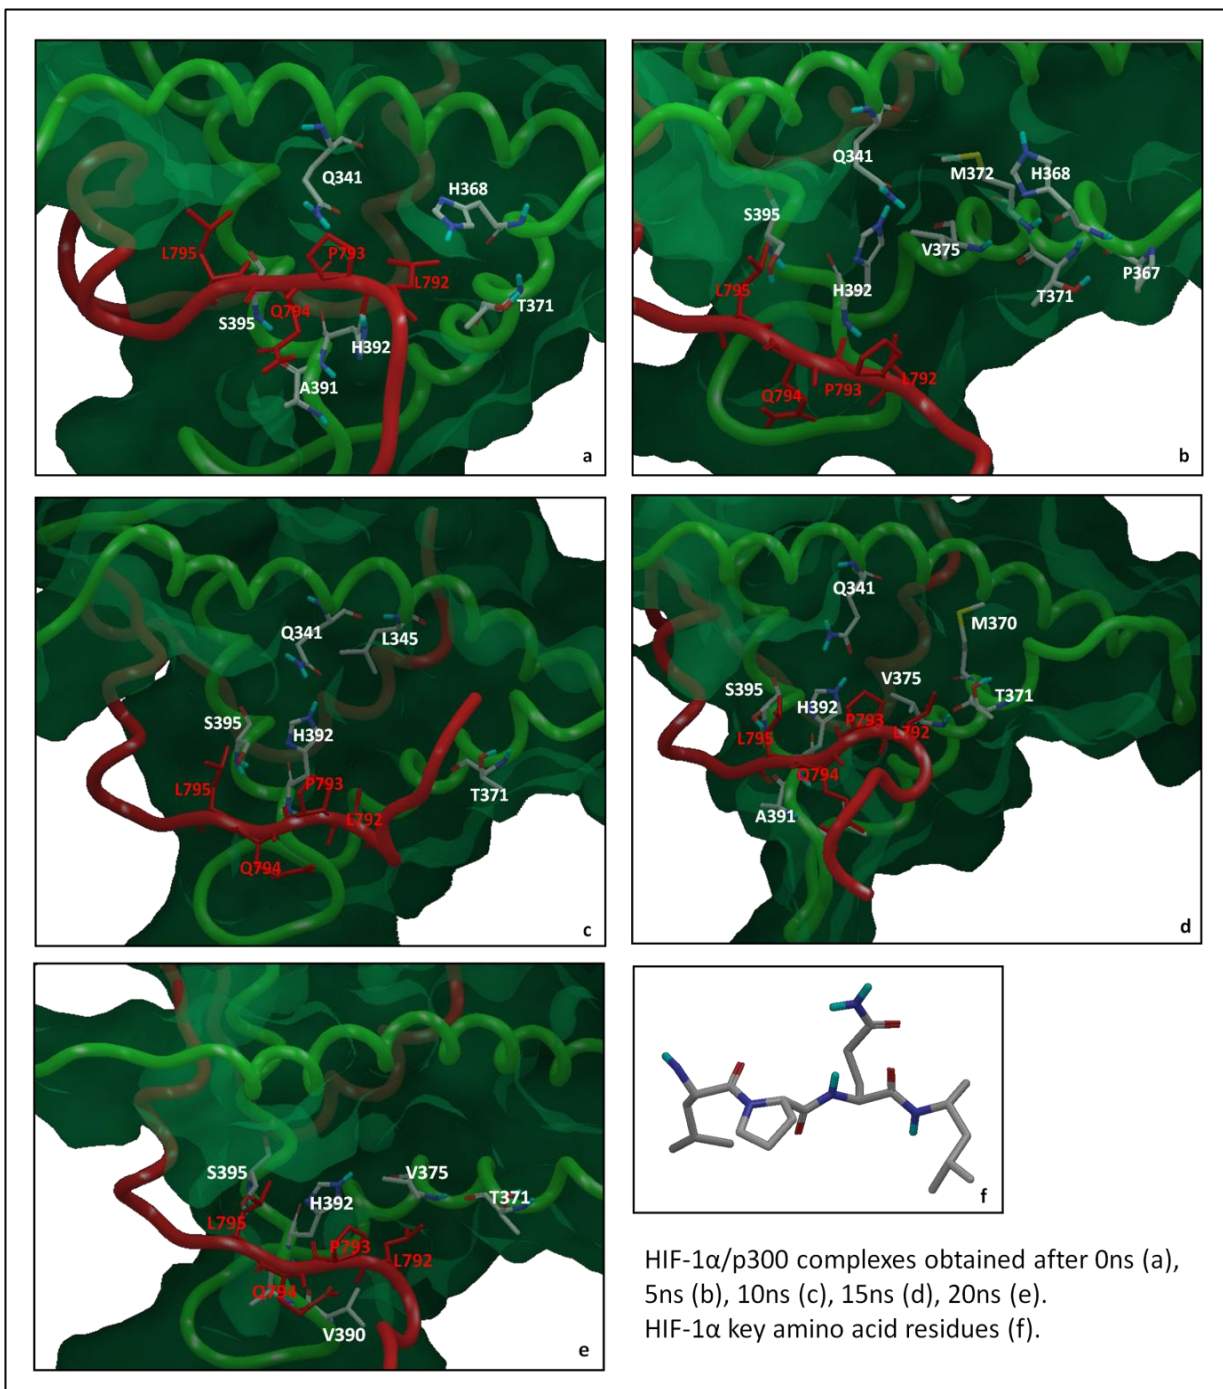 Q341
H368
L795
P793
L792
T371
S395
Q794
H392
A391
a
Q341
M372
H368
S395
V375
P367
L795
H392
T371
P793
L792
Q794
b
Q341
L345
S395
H392
L795
P793
T371
L792
Q794
c
Q341
M370
S395
V375
H392
T371
P793
L795
L792
Q794
A391
d
S395
V375
H392
T371
L795
P793
L792
Q794
V390
e
f
HIF-1α/p300 complexes obtained after 0ns (a),
5ns (b), 10ns (c), 15ns (d), 20ns (e).
HIF-1α key amino acid residues (f).